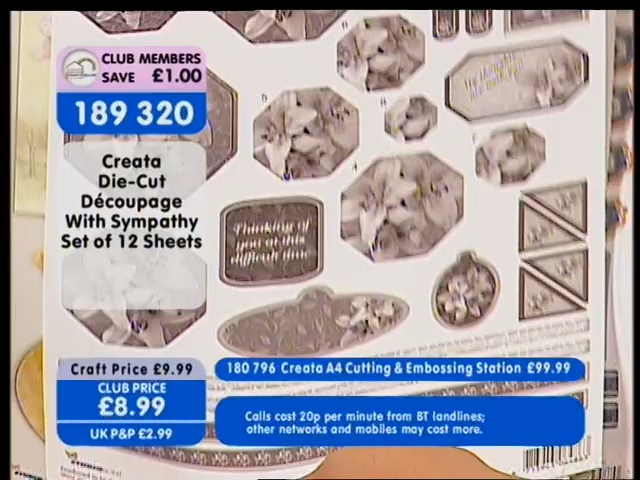 CLUB MEMBERS
SAVE £1.00
189 320
Creata
Die-Cut
Découpage
With Sympathy
Set of 12 Sheets
Thinking of
you at this
difficult time
Craft Price £9.99
CLUB PRICE
£8.99
UK P&P £2.99
180 796 Creata A4 Cutting & Embossing Station £99.99
Calls cost 20p per minute from BT landlines;
other networks and mobiles may cost more.